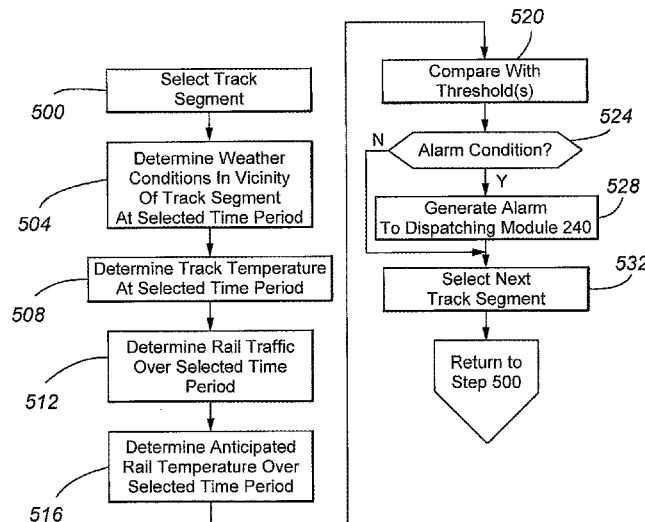 500
Select Track
Segment
504
Determine Weather
Conditions In Vicinity
Of Track Segment
At Selected Time Period
508
Determine Track Temperature
At Selected Time Period
512
Determine Rail Traffic
Over Selected Time
Period
516
Determine Anticipated
Rail Temperature Over
Selected Time Period
520
Compare With
Threshold(s)
524
N
Alarm Condition?
Y
528
Generate Alarm
To Dispatching Module 240
532
Select Next
Track Segment
Return to
Step 500